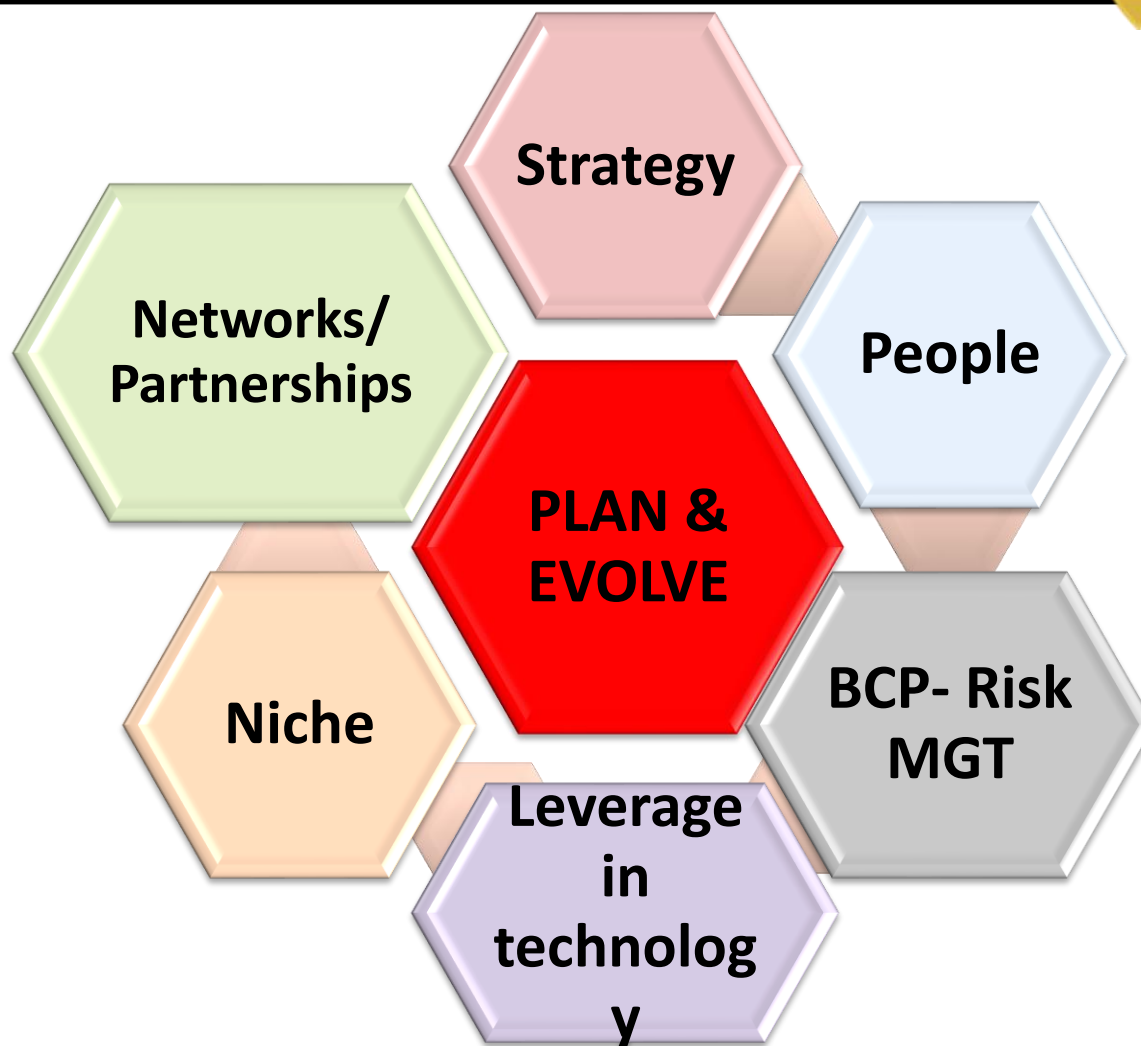 Strategy
Networks/
Partnerships
People
PLAN &
EVOLVE
BCP- Risk
MGT
Niche
Leverage
in
technolog
y